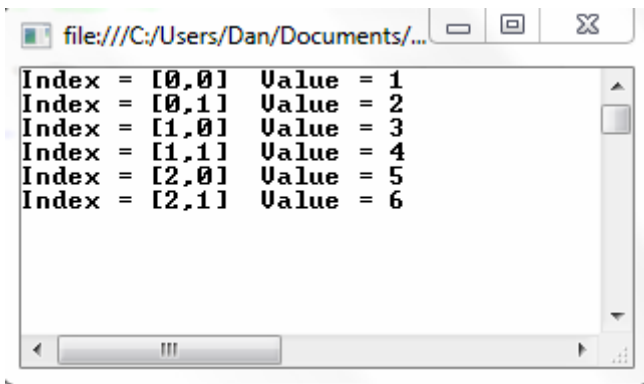 file:///C:/Users/Dan/Documents/...
Index = [0,0]  Value = 1
Index = [0,1]  Value = 2
Index = [1,0]  Value = 3
Index = [1,1]  Value = 4
Index = [2,0]  Value = 5
Index = [2,1]  Value = 6